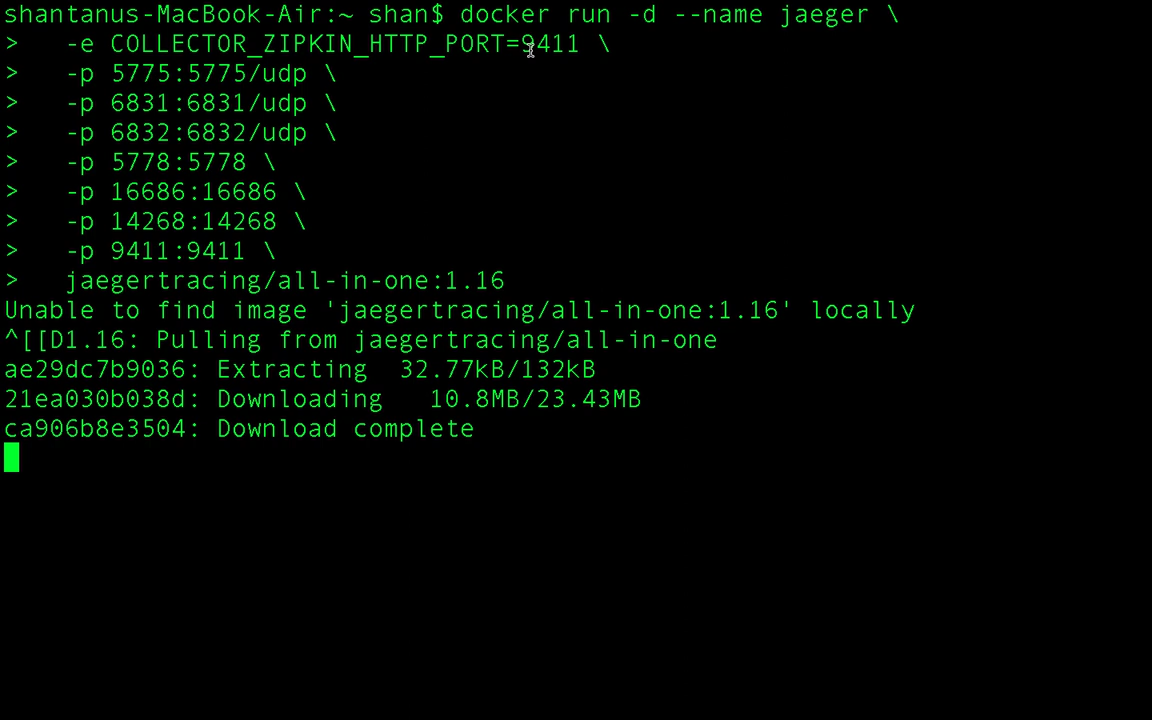 shantanus-MacBook-Air:~ shan$ docker run -d --name jaeger \
>   -e COLLECTOR_ZIPKIN_HTTP_PORT=9411 \
>   -p 5775:5775/udp \
>   -p 6831:6831/udp \
>   -p 6832:6832/udp \
>   -p 5778:5778 \
>   -p 16686:16686 \
>   -p 14268:14268 \
>   -p 9411:9411 \
>   jaegertracing/all-in-one:1.16
Unable to find image 'jaegertracing/all-in-one:1.16' locally
^[[D1.16: Pulling from jaegertracing/all-in-one
ae29dc7b9036: Extracting  32.77kB/132kB
21ea030b038d: Downloading   10.8MB/23.43MB
ca906b8e3504: Download complete